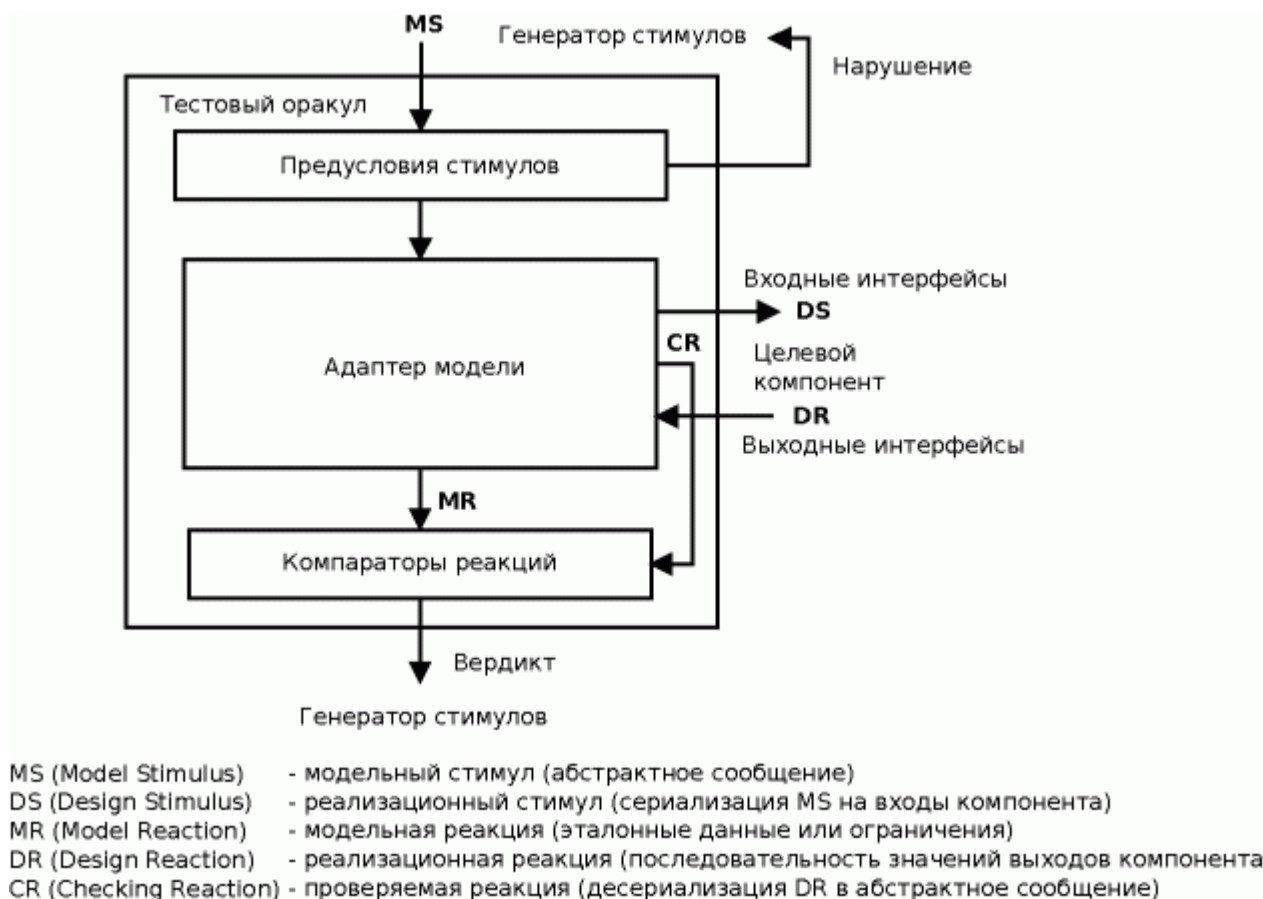 MS
Генератор стимулов
Нарушение
Тестовый оракул
Предусловия стимулов
Входные интерфейсы
DS
CR
Целевой
компонент
Адаптер модели
DR
Выходные интерфейсы
MR
Компараторы реакций
Вердикт
Генератор стимулов
MS (Model Stimulus) - модельный стимул (абстрактное сообщение)
DS (Design Stimulus) - реализационный стимул (сериализация MS на входы компонента)
MR (Model Reaction) - модельная реакция (эталонные данные или ограничения)
DR (Design Reaction) - реализационная реакция (последовательность значений выходов компонента
CR (Checking Reaction) - проверяемая реакция (десериализация DR в абстрактное сообщение)